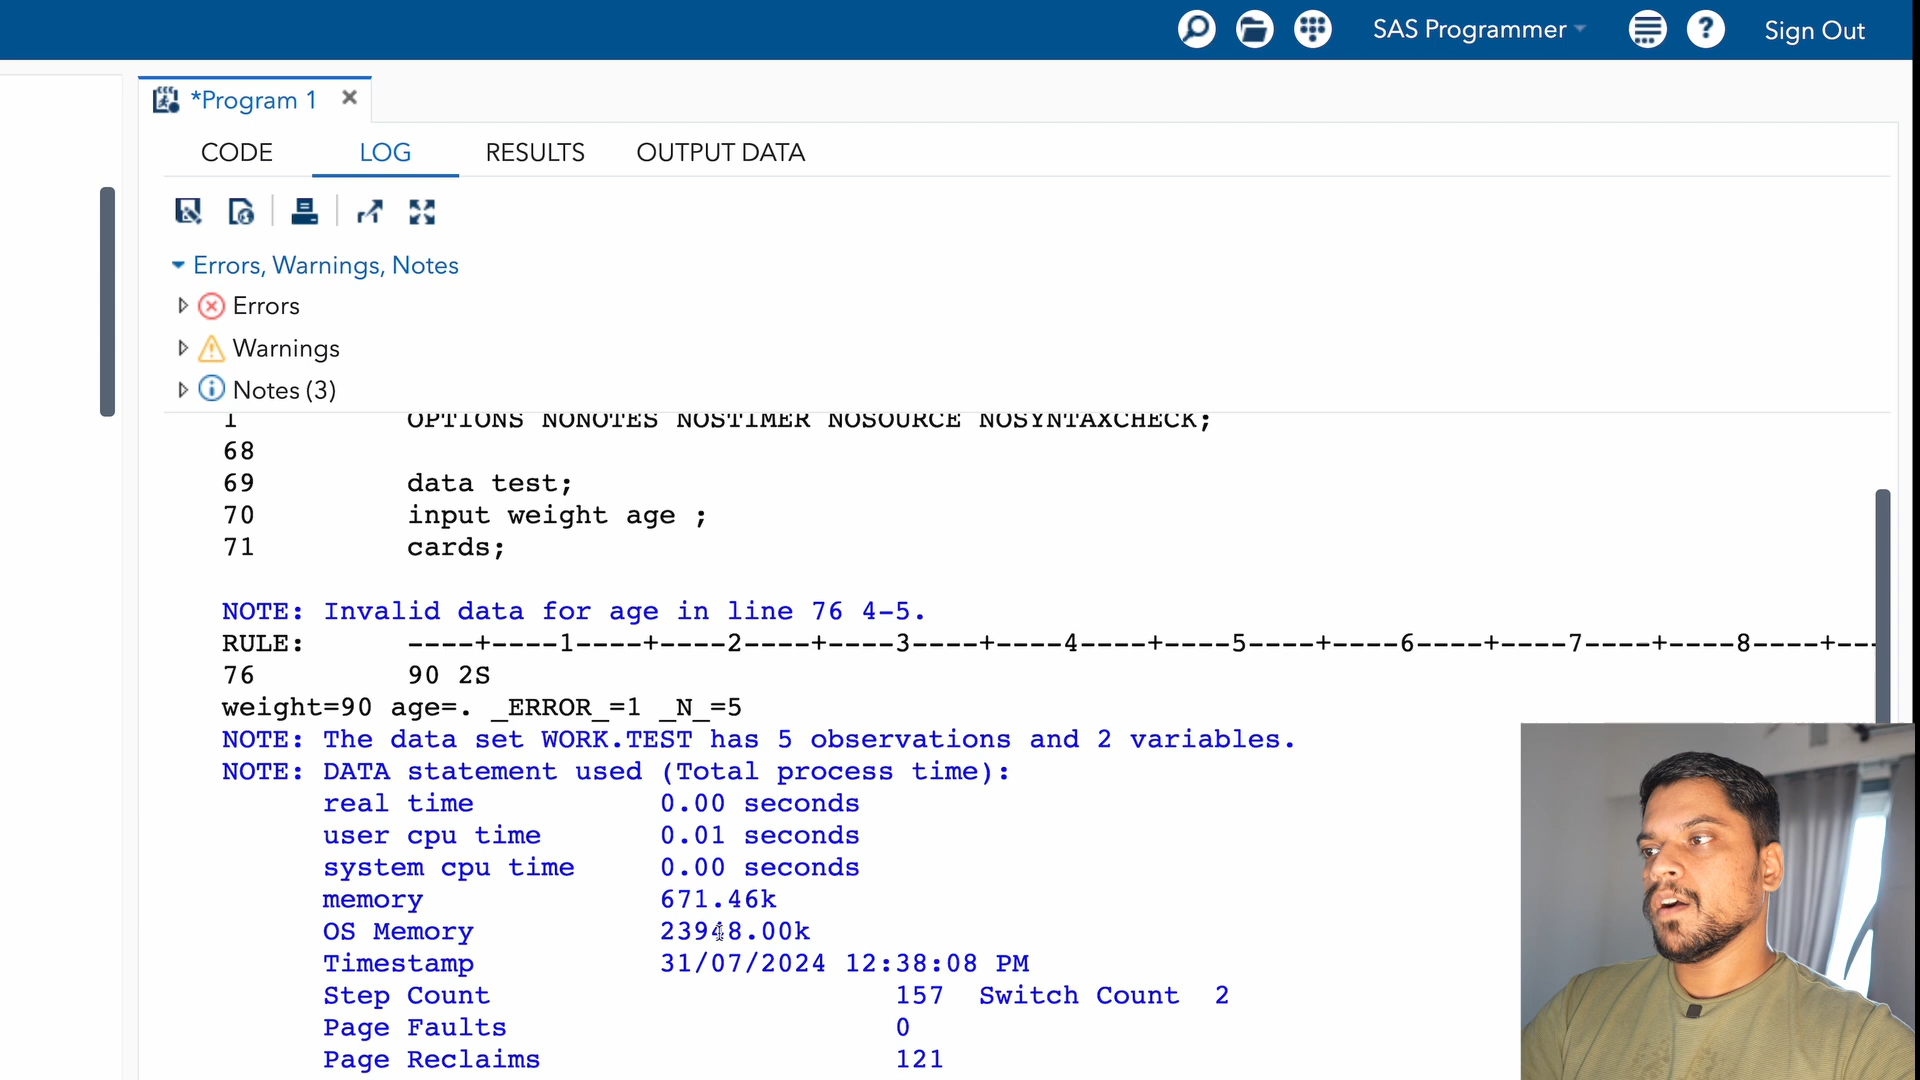 SAS Programmer
Sign Out
*Program 1
CODE LOG RESULTS OUTPUT DATA
Errors, Warnings, Notes
Errors
Warnings
Notes (3)
1 OPTIONS NONOTES NOSTIMER NOSOURCE NOSYNTAXCHECK;
68
69 data test;
70 input weight age ;
71 cards;
NOTE: Invalid data for age in line 76 4-5.
RULE: ----+----1----+----2----+----3----+----4----+----5----+----6----+----7----+----8----+---
76 90 2S
weight=90 age=. _ERROR_=1 _N_=5
NOTE: The data set WORK.TEST has 5 observations and 2 variables.
NOTE: DATA statement used (Total process time):
real time 0.00 seconds
user cpu time 0.01 seconds
system cpu time 0.00 seconds
memory 671.46k
OS Memory 23948.00k
Timestamp 31/07/2024 12:38:08 PM
Step Count 157 Switch Count 2
Page Faults 0
Page Reclaims 121